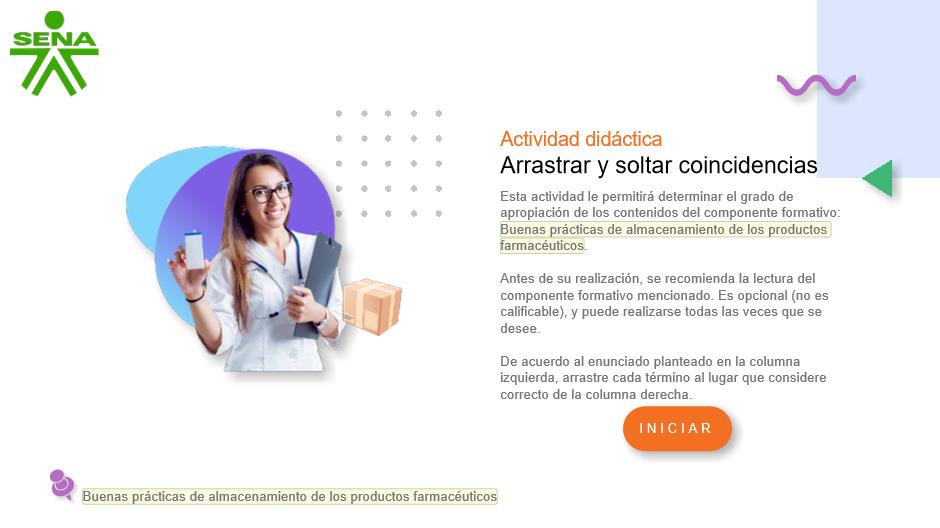 SENA
Actividad didáctica
Arrastrar y soltar coincidencias
Esta actividad le permitirá determinar el grado de
apropiación de los contenidos del componente formativo:
Buenas prácticas de almacenamiento de los productos
farmacéuticos.
Antes de su realización, se recomienda la lectura del
componente formativo mencionado. Es opcional (no es
calificable), y puede realizarse todas las veces que se
desee.
De acuerdo al enunciado planteado en la columna
izquierda, arrastre cada término al lugar que considere
correcto de la columna derecha.
INICIAR
Buenas prácticas de almacenamiento de los productos farmacéuticos